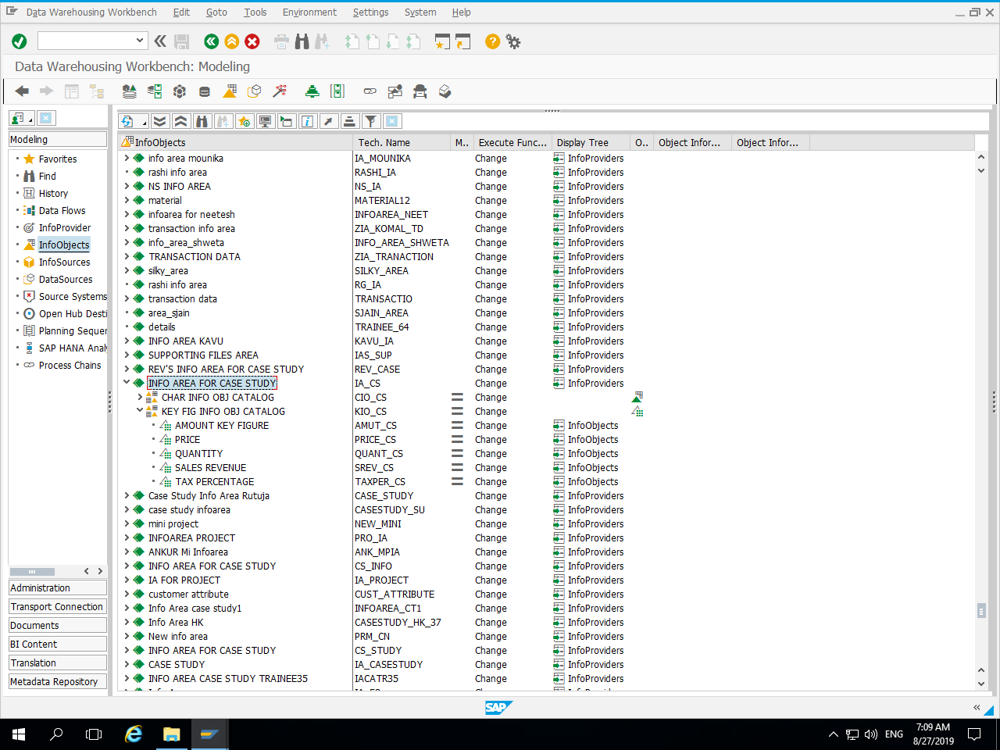 Data Warehousing Workbench Edit Goto Tools Environment Settings System Help
Data Warehousing Workbench: Modeling
Modeling
Favorites
Find
History
Data Flows
InfoProvider
InfoObjects
InfoSources
DataSources
Source Systems
Open Hub Desti
Planning Sequen
SAP HANA Analy
Process Chains
Administration
Transport Connection
Documents
BI Content
Translation
Metadata Repository
InfoObjects Tech. Name M.. Execute Func... Display Tree O.. Object Infor... Object Infor...
info area mounika IA_MOUNIKA Change InfoProviders
rashi info area RASHI_IA Change InfoProviders
NS INFO AREA NS_IA Change InfoProviders
material MATERIAL12 Change InfoProviders
infoarea for neetesh INFOAREA_NEET Change InfoProviders
transaction info area ZIA_KOMAL_TD Change InfoProviders
info_area_shweta INFO_AREA_SHWETA Change InfoProviders
TRANSACTION DATA ZIA_TRANACTION Change InfoProviders
silky_area SILKY_AREA Change InfoProviders
rashi info area RG_IA Change InfoProviders
transaction data TRANSACTIO Change InfoProviders
area_sjain SJAIN_AREA Change InfoProviders
details TRAINEE_64 Change InfoProviders
INFO AREA KAVU KAVU_IA Change InfoProviders
SUPPORTING FILES AREA IAS_SUP Change InfoProviders
REV'S INFO AREA FOR CASE STUDY REV_CASE Change InfoProviders
INFO AREA FOR CASE STUDY IA_CS Change InfoProviders
CHAR INFO OBJ CATALOG CIO_CS Change
KEY FIG INFO OBJ CATALOG KIO_CS Change
AMOUNT KEY FIGURE AMUT_CS Change InfoObjects
PRICE PRICE_CS Change InfoObjects
QUANTITY QUANT_CS Change InfoObjects
SALES REVENUE SREV_CS Change InfoObjects
TAX PERCENTAGE TAXPER_CS Change InfoObjects
Case Study Info Area Rutuja CASE_STUDY Change InfoProviders
case study infoarea CASESTUDY_SU Change InfoProviders
mini project NEW_MINI Change InfoProviders
INFOAREA PROJECT PRO_IA Change InfoProviders
ANKUR Mi Infoarea ANK_MPIA Change InfoProviders
INFO AREA FOR CASE STUDY CS_INFO Change InfoProviders
IA FOR PROJECT IA_PROJECT Change InfoProviders
customer attribute CUST_ATTRIBUTE Change InfoProviders
Info Area case study1 INFOAREA_CT1 Change InfoProviders
Info Area HK CASESTUDY_HK_37 Change InfoProviders
New info area PRM_CN Change InfoProviders
INFO AREA FOR CASE STUDY CS_STUDY Change InfoProviders
CASE STUDY IA_CASESTUDY Change InfoProviders
INFO AREA CASE STUDY TRAINEE35 IACATR35 Change InfoProviders
SAP
ENG
7:09 AM
8/27/2019